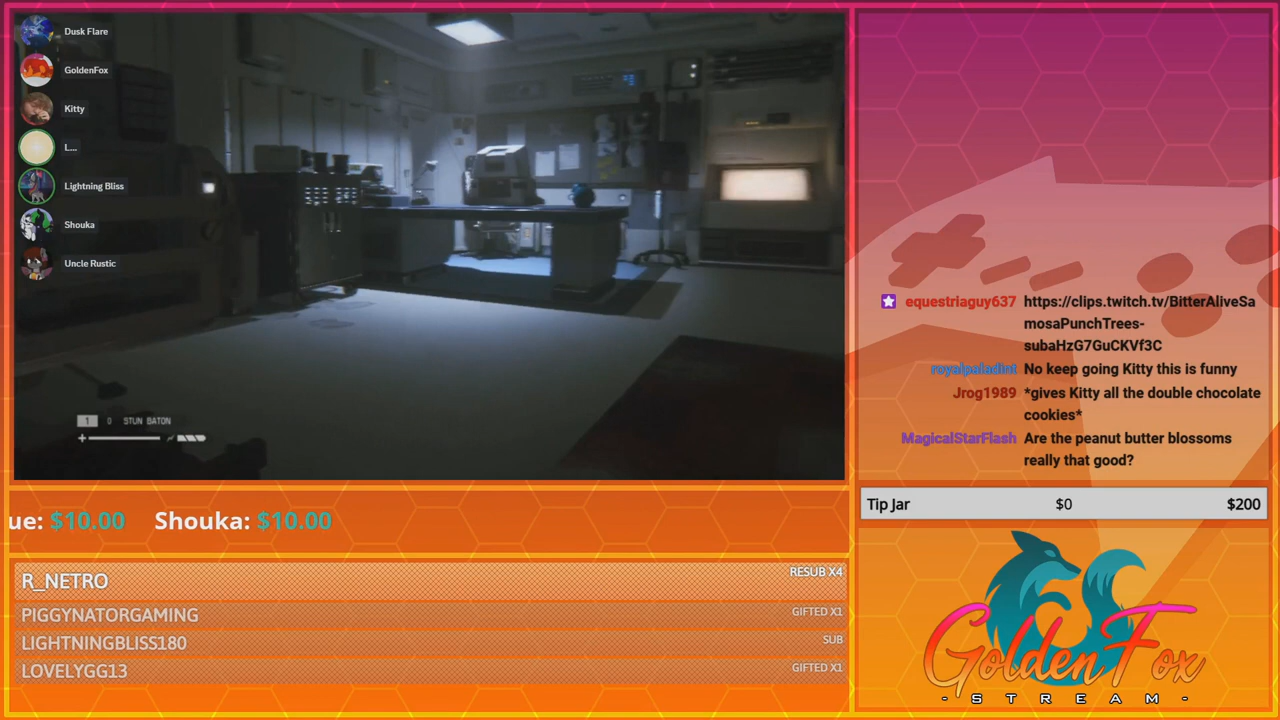 Dusk Flare
GoldenFox
Kitty
L...
Lightning Bliss
Shouka
Uncle Rustic
1 0 STUN BATON
equestriaguy637 https://clips.twitch.tv/BitterAliveSa
mosaPunchTrees-
subaHzG7GuCKVf3C
royalpaladint No keep going Kitty this is funny
Jrog1989 *gives Kitty all the double chocolate
cookies*
MagicalStarFlash Are the peanut butter blossoms
really that good?
Tip Jar $0 $200
ue: $10.00 Shouka: $10.00
R_NETRO RESUB X4
PIGGYNATORGAMING GIFTED X1
LIGHTNINGBLISS180 SUB
LOVELYGG13 GIFTED X1
GoldenFox
- STREAM -